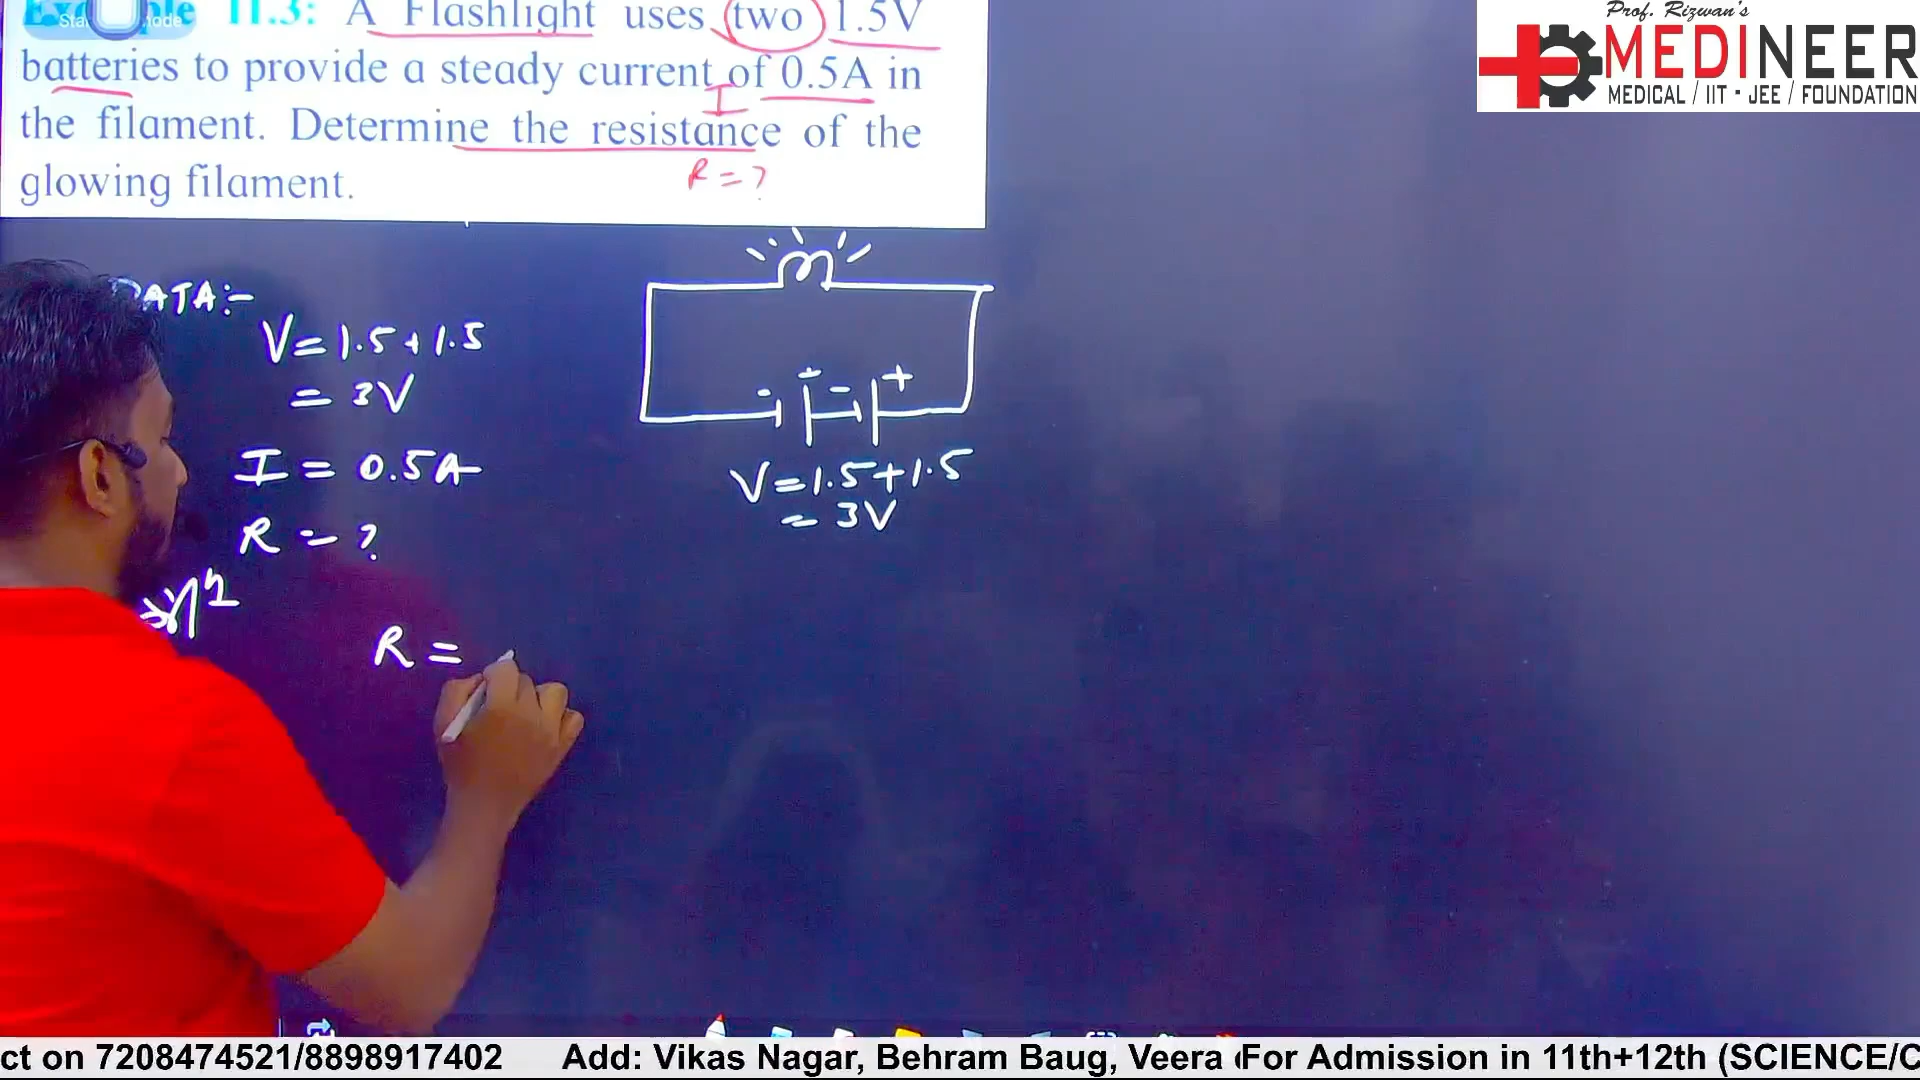 11.3: A Flashlight uses two 1.5V
batteries to provide a steady current of 0.5A in
I
the filament. Determine the resistance of the
R = ?
glowing filament.
Prof. Rizwan's
MEDINEER
MEDICAL / IIT - JEE / FOUNDATION
DATA:-
V = 1.5 + 1.5
= 3V
I = 0.5A
R = ?
R =
- + - +
V = 1.5 + 1.5
= 3V
ct on 7208474521/8898917402 Add: Vikas Nagar, Behram Baug, Veera For Admission in 11th+12th (SCIENCE/C